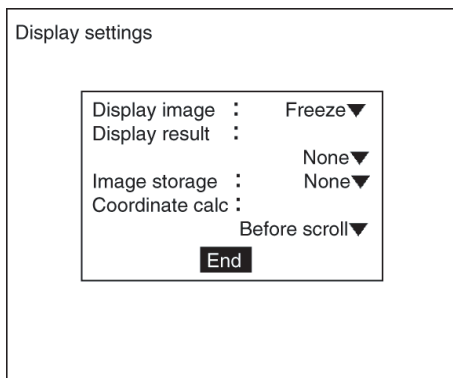 Display settings
Display image : Freeze▼
Display result :
None▼
Image storage : None▼
Coordinate calc :
Before scroll▼
End